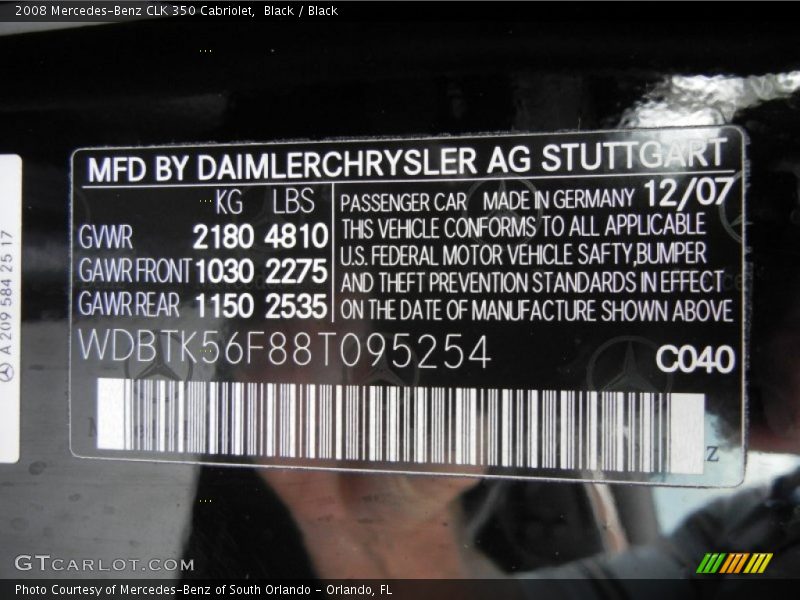 2008 Mercedes-Benz CLK 350 Cabriolet, Black / Black
MFD BY DAIMLERCHRYSLER AG STUTTGART
KG LBS
GVWR 2180 4810
GAWR FRONT 1030 2275
GAWR REAR 1150 2535
PASSENGER CAR MADE IN GERMANY 12/07
THIS VEHICLE CONFORMS TO ALL APPLICABLE
U.S. FEDERAL MOTOR VEHICLE SAFTY,BUMPER
AND THEFT PREVENTION STANDARDS IN EFFECT
ON THE DATE OF MANUFACTURE SHOWN ABOVE
WDBTK56F88T095254
C040
A 209 584 25 17
GTCARLOT.COM
Photo Courtesy of Mercedes-Benz of South Orlando - Orlando, FL